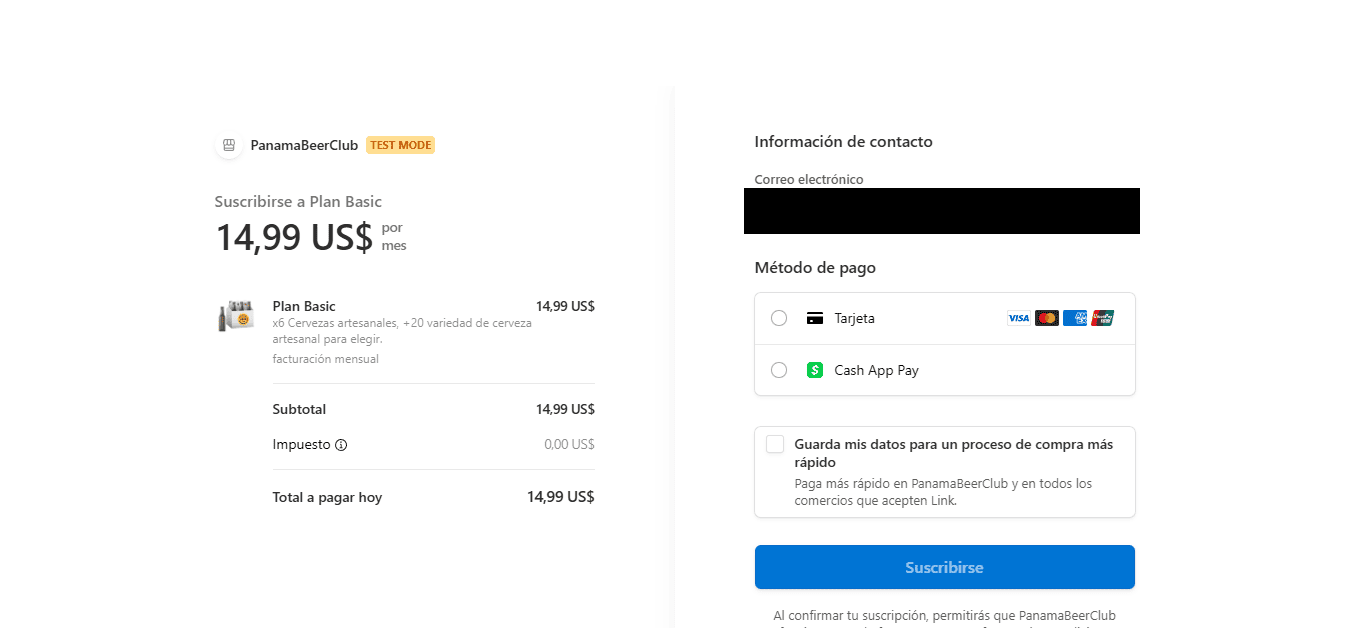 PanamaBeerClub TEST MODE
Suscribirse a Plan Basic
14,99 US$ por
mes
Plan Basic 14,99 US$
x6 Cervezas artesanales, +20 variedad de cerveza
artesanal para elegir.
facturación mensual
Subtotal 14,99 US$
Impuesto 0,00 US$
Total a pagar hoy 14,99 US$
Información de contacto
Correo electrónico
Método de pago
Tarjeta VISA
Cash App Pay
Guarda mis datos para un proceso de compra más
rápido
Paga más rápido en PanamaBeerClub y en todos los
comercios que acepten Link.
Suscribirse
Al confirmar tu suscripción, permitirás que PanamaBeerClub